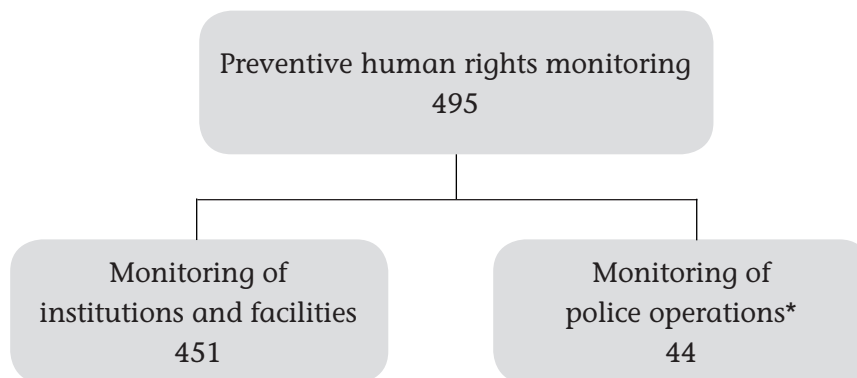 Preventive human rights monitoring
495
Monitoring of
institutions and facilities
451
Monitoring of
police operations*
44